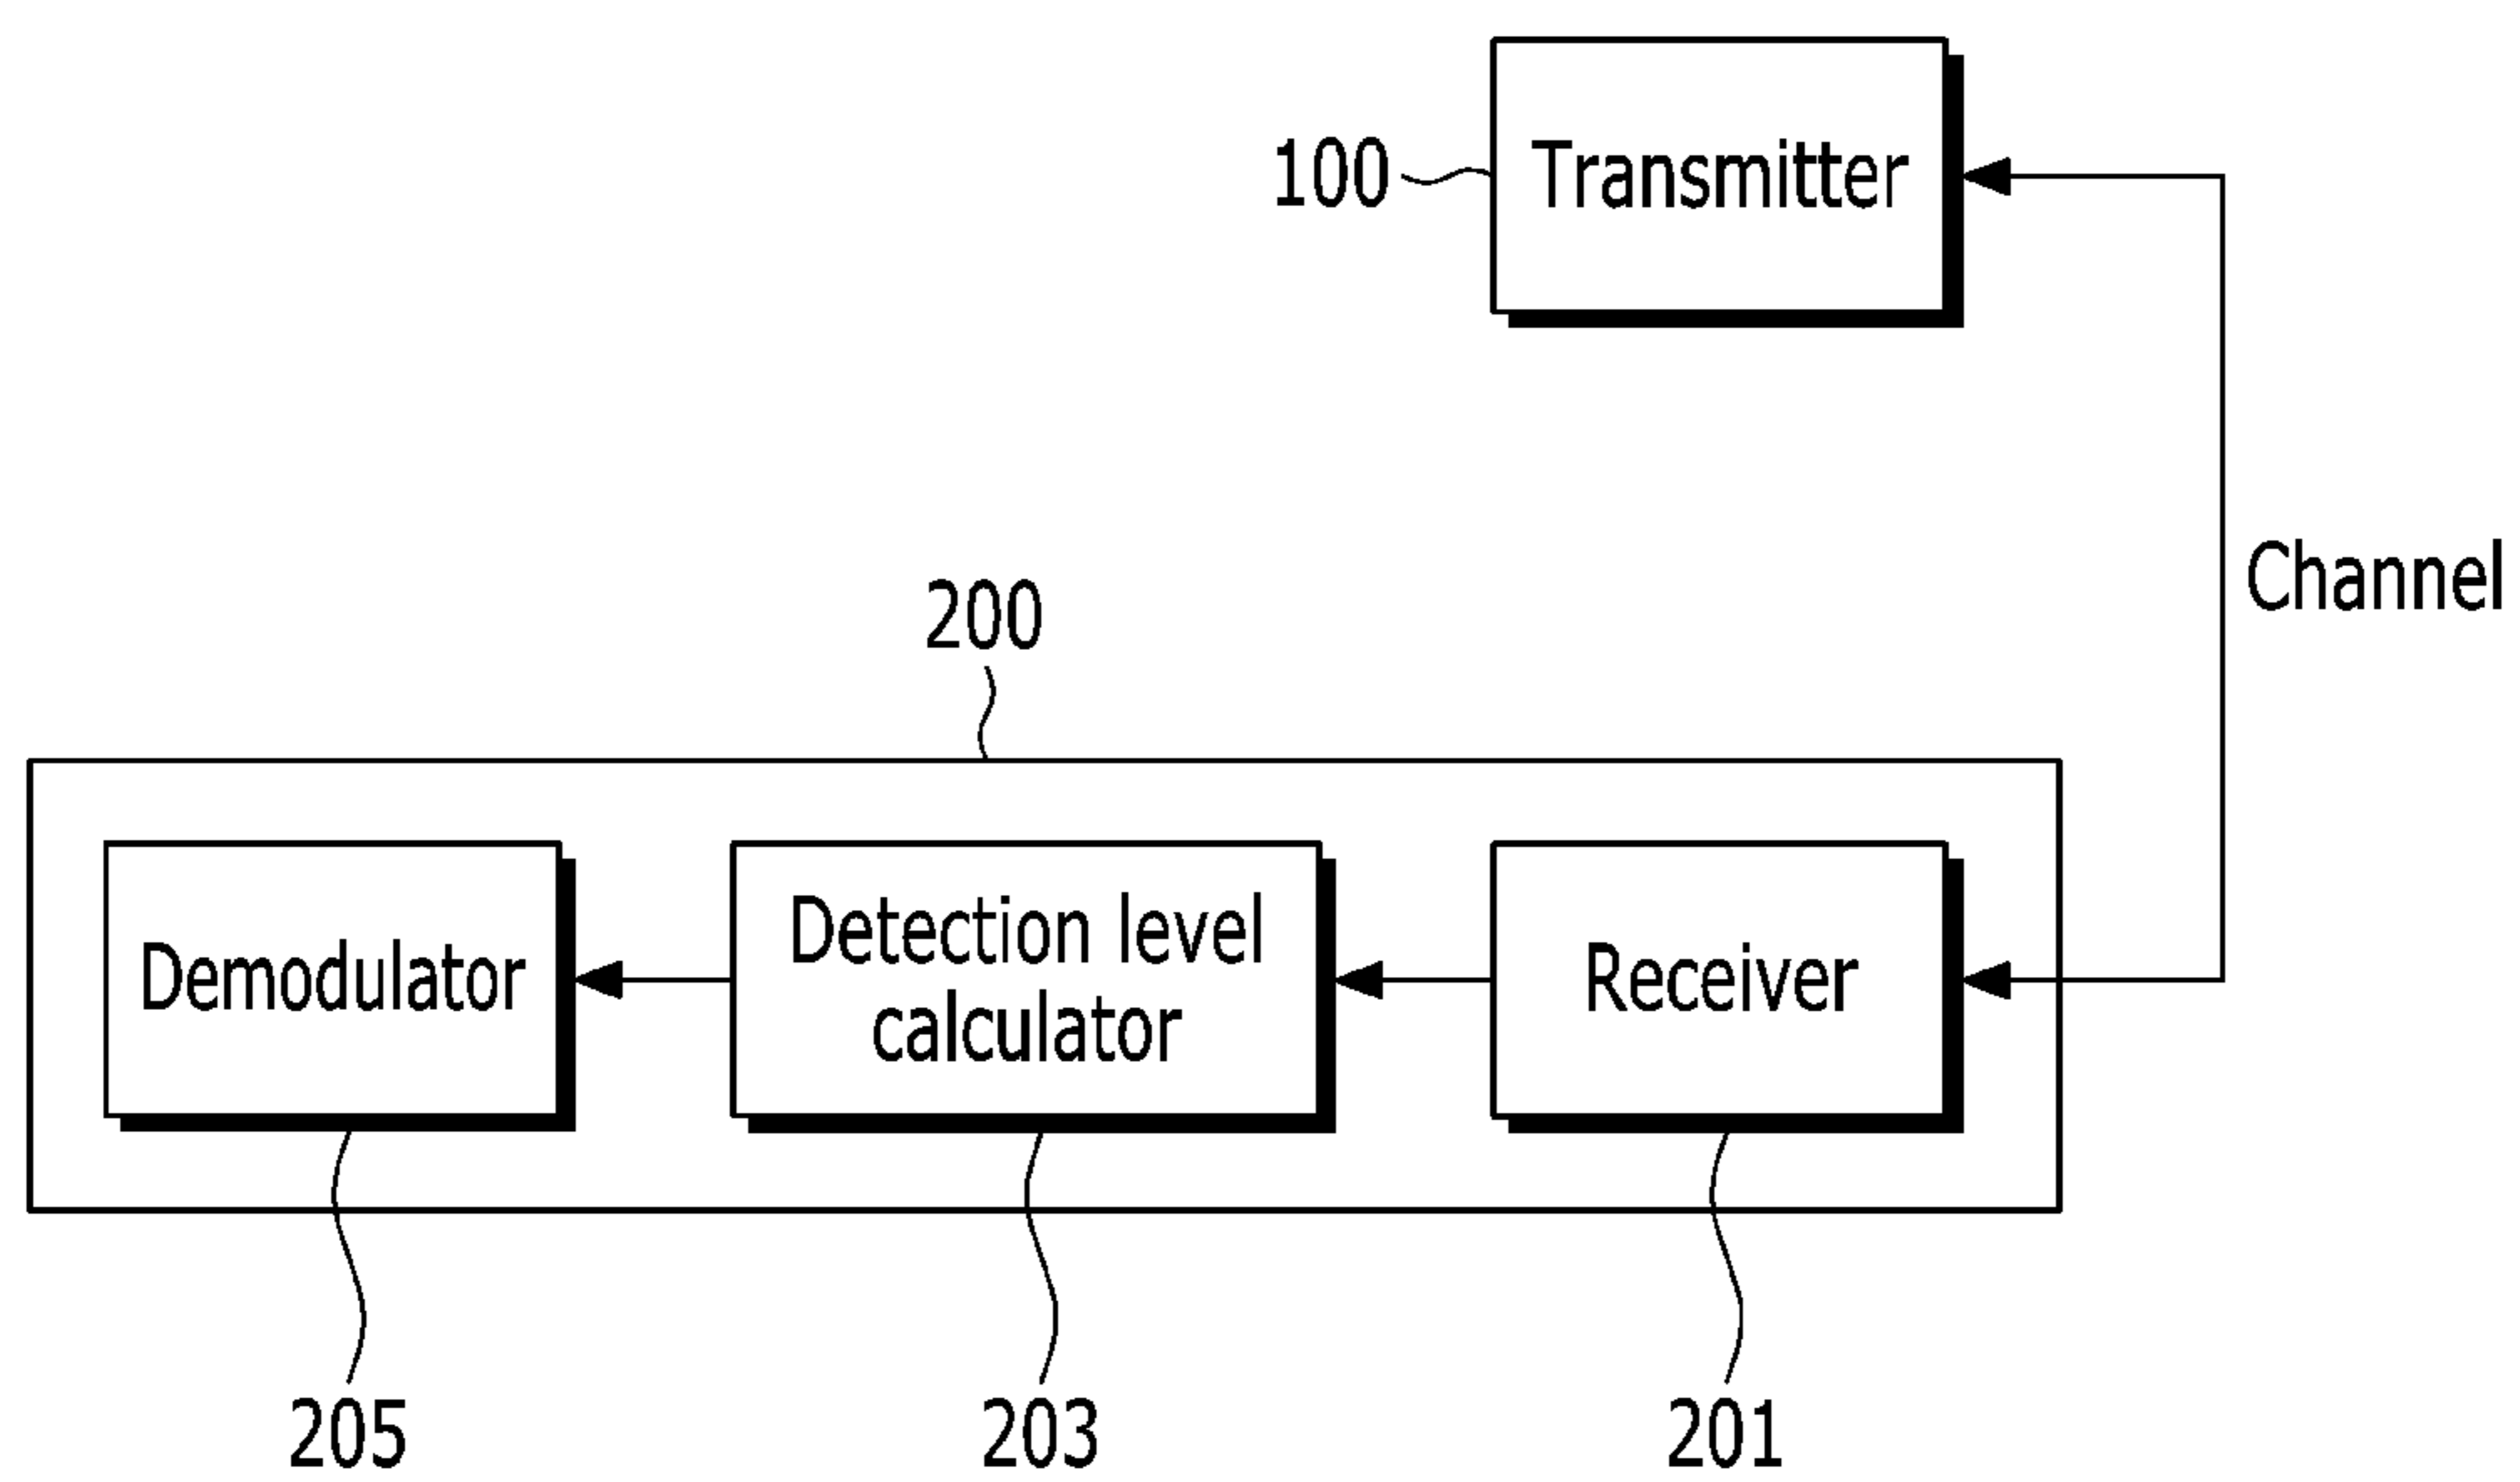 100
Transmitter
Channel
200
Demodulator
Detection level
calculator
Receiver
205
203
201